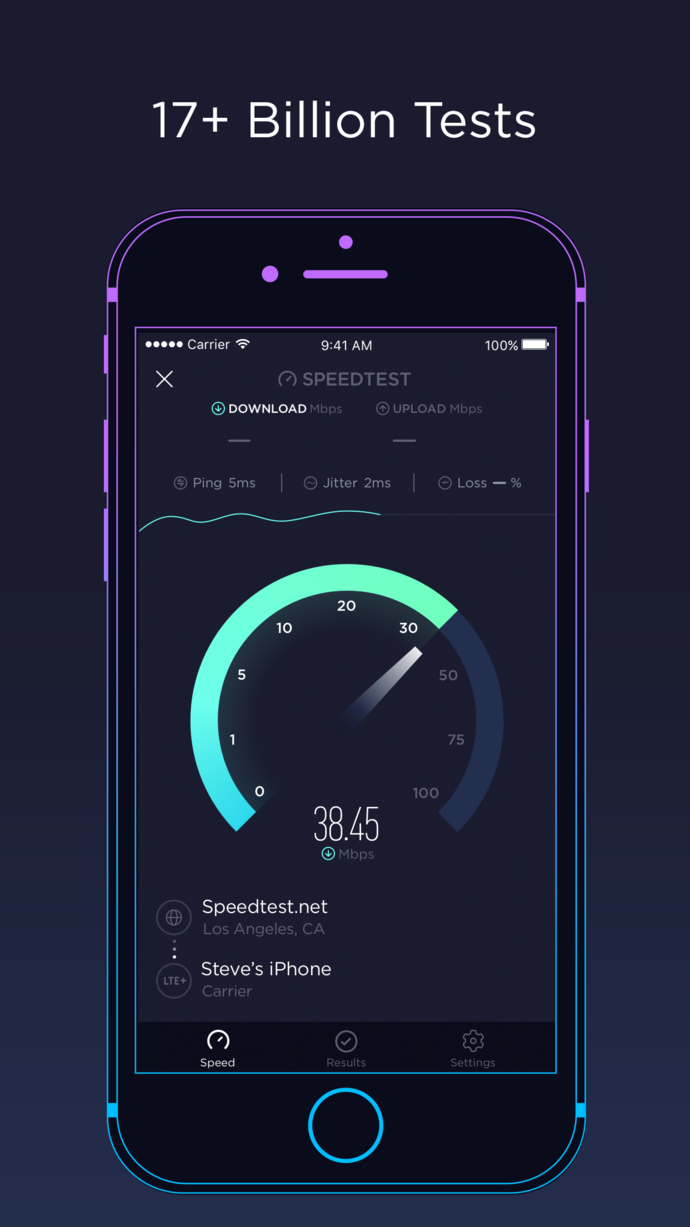 17+ Billion Tests
Carrier 9:41 AM 100%
SPEEDTEST
DOWNLOAD Mbps UPLOAD Mbps
— —
Ping 5ms | Jitter 2ms | Loss — %
20
10 30
5 50
1 75
0 100
38.45
Mbps
Speedtest.net
Los Angeles, CA
LTE+ Steve’s iPhone
Carrier
Speed Results Settings